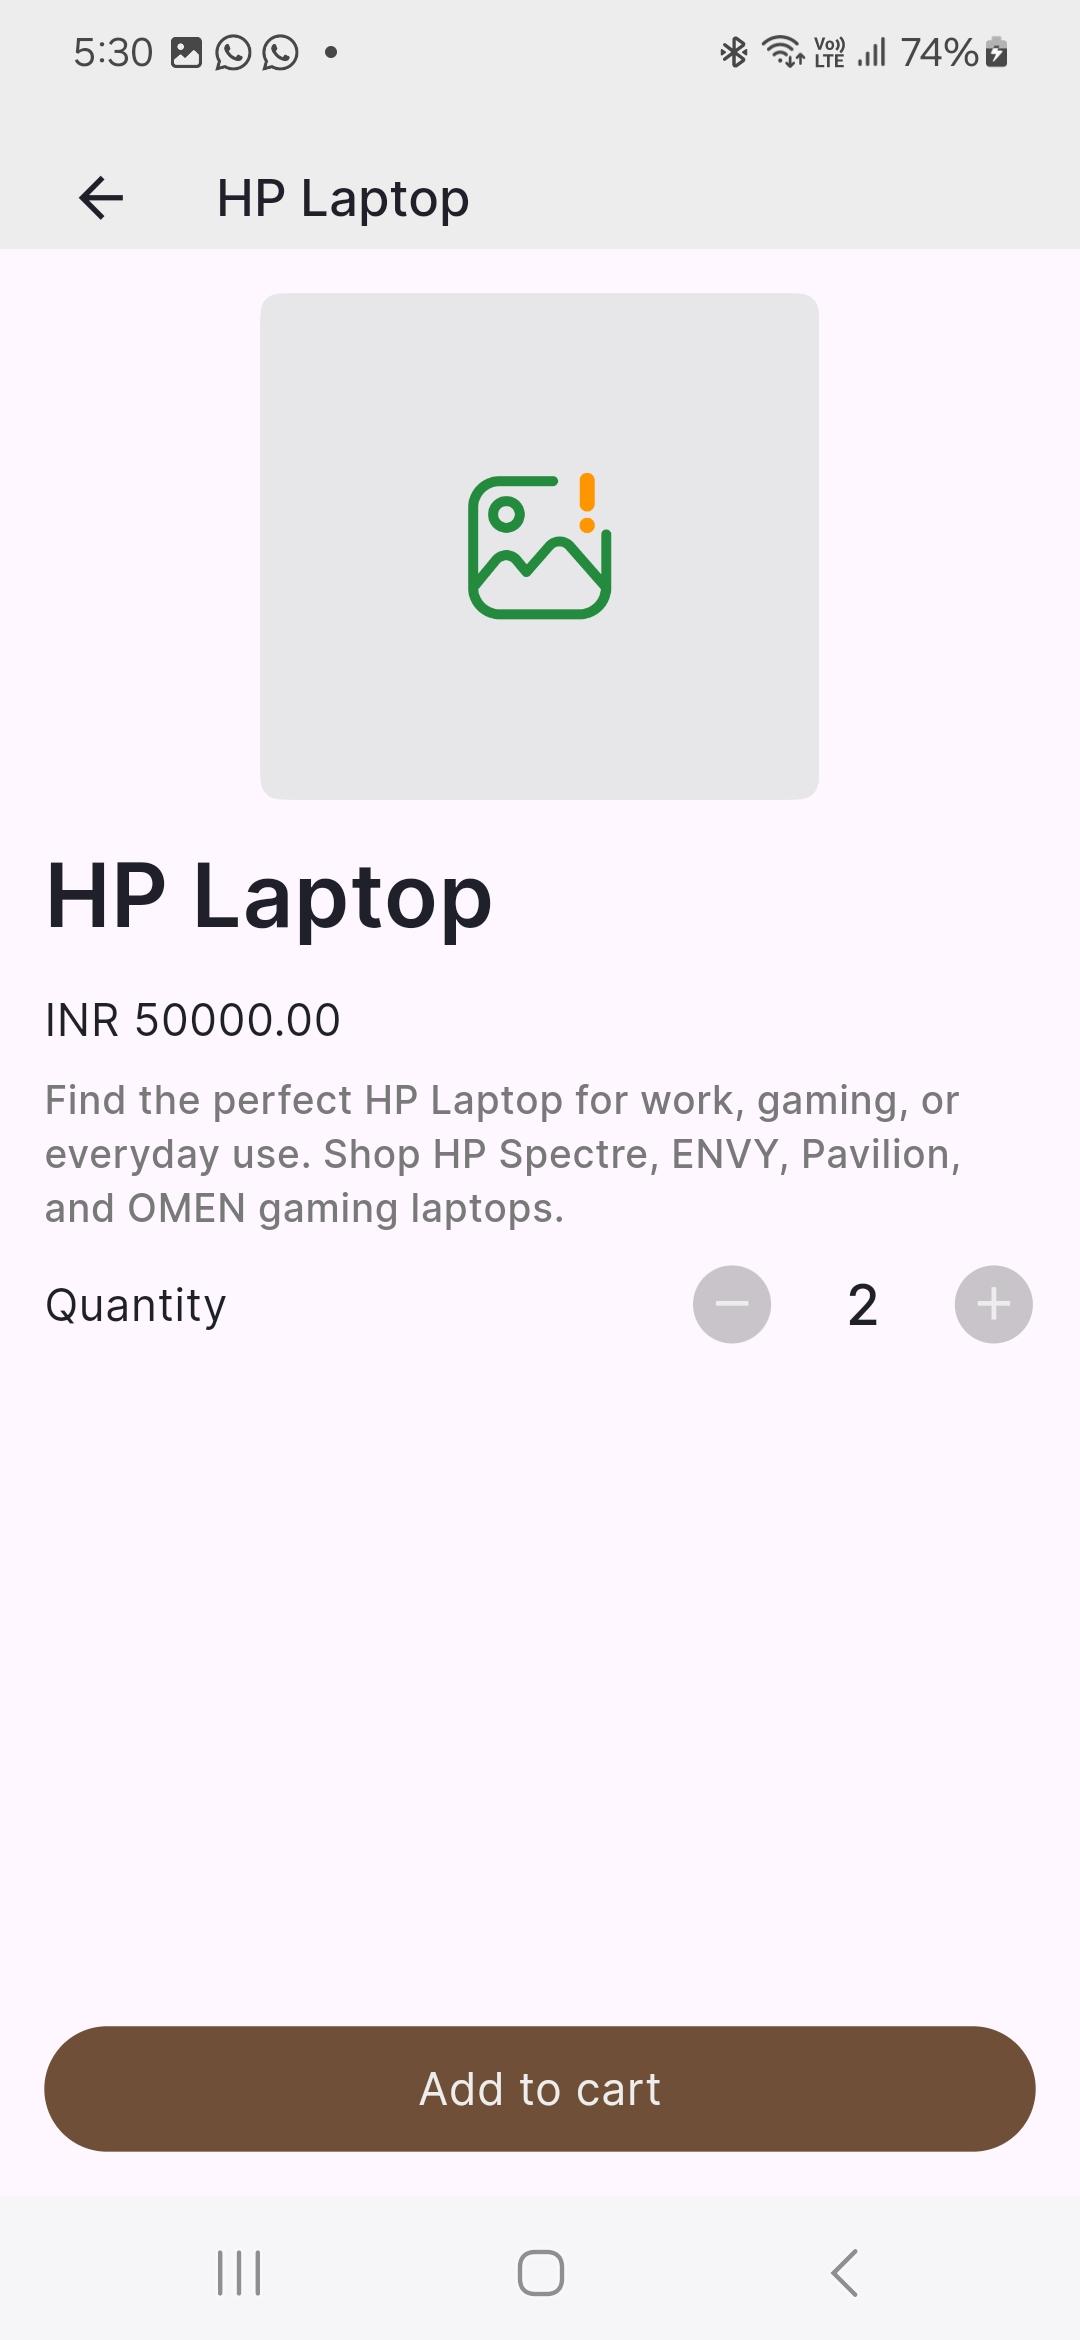 5:30
Vo)) LTE 74%
HP Laptop
HP Laptop
INR 50000.00
Find the perfect HP Laptop for work, gaming, or
everyday use. Shop HP Spectre, ENVY, Pavilion,
and OMEN gaming laptops.
Quantity 2
Add to cart